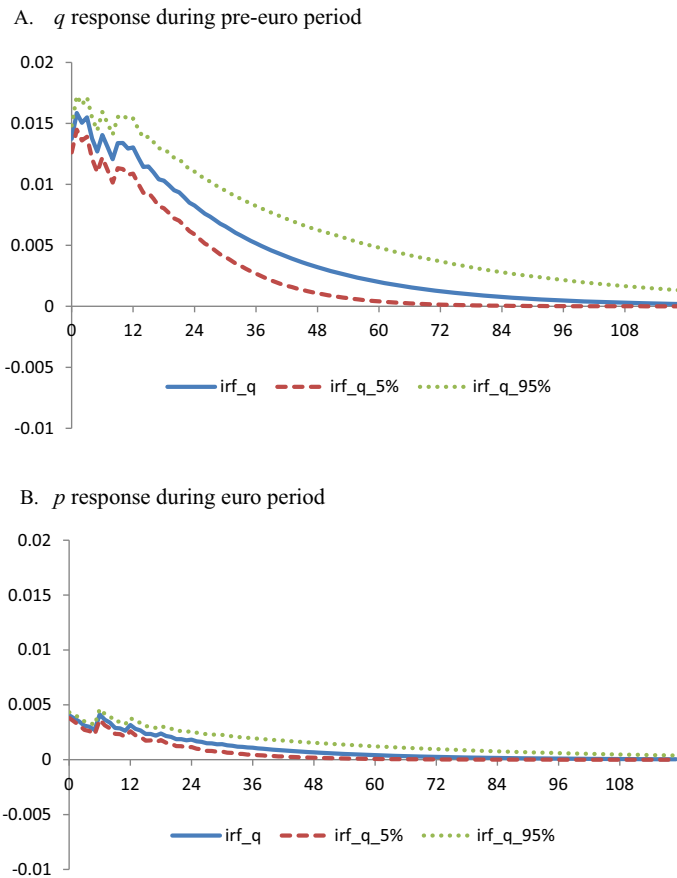 A. q response during pre-euro period
0.02
0.015
0.01
0.005
0
0 12 24 36 48 60 72 84 96 108
-0.005
irf_q irf_q_5% irf_q_95%
-0.01
B. p response during euro period
0.02
0.015
0.01
0.005
0
0 12 24 36 48 60 72 84 96 108
-0.005
irf_q irf_q_5% irf_q_95%
-0.01